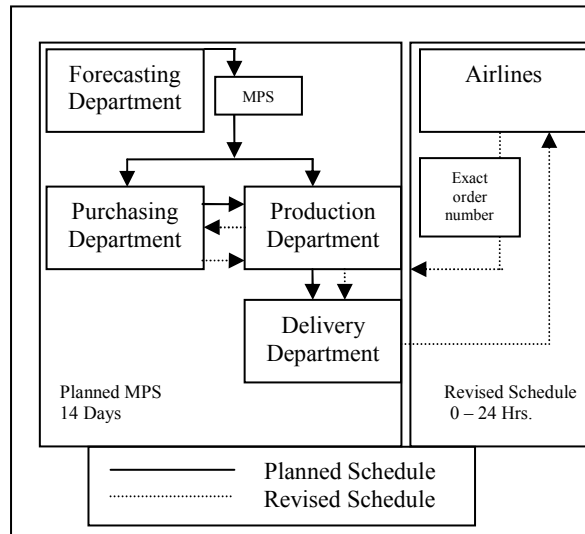 Forecasting
Department
MPS
Airlines
Exact
order
number
Purchasing
Department
Production
Department
Delivery
Department
Planned MPS
14 Days
Revised Schedule
0 – 24 Hrs.
Planned Schedule
Revised Schedule